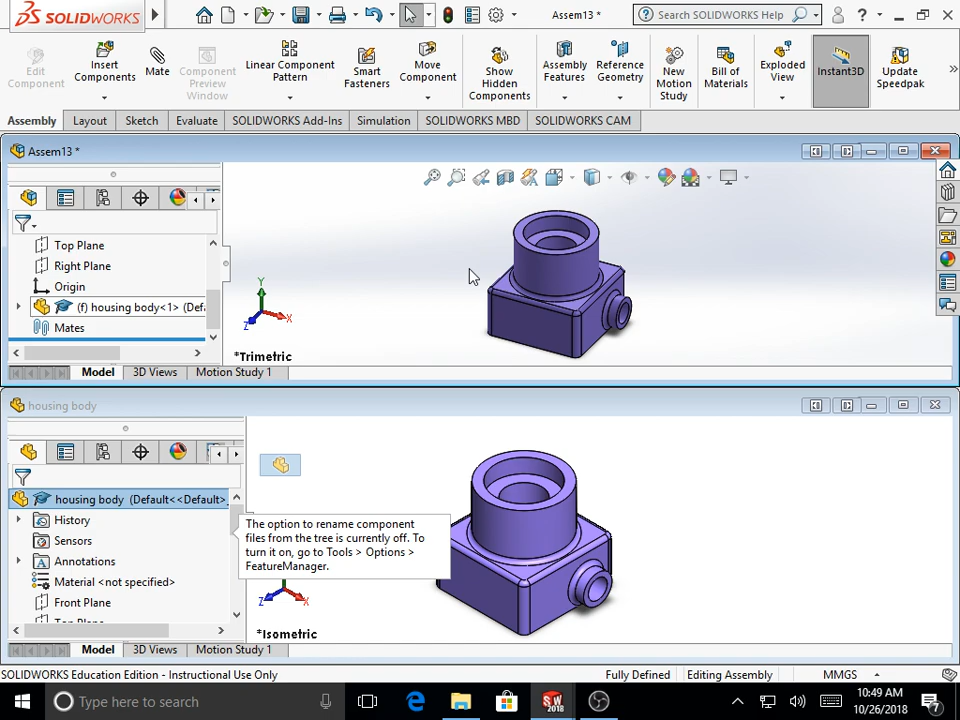 SOLIDWORKS
Assem13 *
Search SOLIDWORKS Help
Edit Component
Insert Components
Mate
Component Preview Window
Linear Component Pattern
Smart Fasteners
Move Component
Show Hidden Components
Assembly Features
Reference Geometry
New Motion Study
Bill of Materials
Exploded View
Instant3D
Update Speedpak
Assembly
Layout
Sketch
Evaluate
SOLIDWORKS Add-Ins
Simulation
SOLIDWORKS MBD
SOLIDWORKS CAM
Assem13 *
Top Plane
Right Plane
Origin
(f) housing body<1> (Def
Mates
Y
X
Z
*Trimetric
Model
3D Views
Motion Study 1
housing body
housing body (Default<<Default>
History
Sensors
Annotations
Material <not specified>
Front Plane
The option to rename component
files from the tree is currently off. To
turn it on, go to Tools > Options >
FeatureManager.
Z
X
*Isometric
Model
3D Views
Motion Study 1
SOLIDWORKS Education Edition - Instructional Use Only
Fully Defined
Editing Assembly
MMGS
Type here to search
SW
2018
10:49 AM
10/26/2018
7